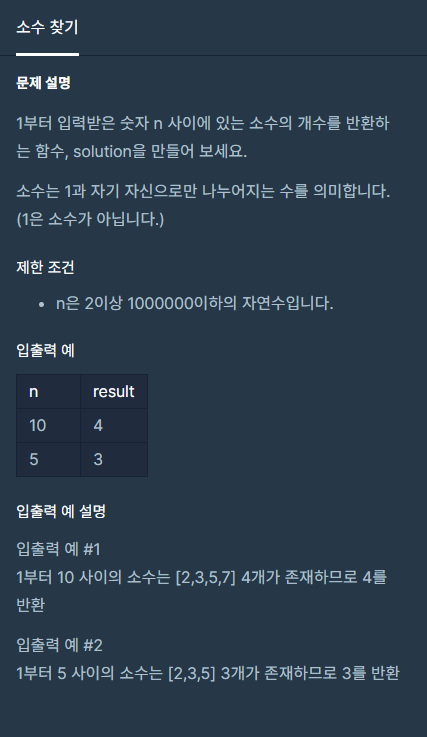 소수 찾기
문제 설명
1부터 입력받은 숫자 n 사이에 있는 소수의 개수를 반환하
는 함수, solution을 만들어 보세요.
소수는 1과 자기 자신으로만 나누어지는 수를 의미합니다.
(1은 소수가 아닙니다.)
제한 조건
• n은 2이상 1000000이하의 자연수입니다.
입출력 예
n result
10 4
5 3
입출력 예 설명
입출력 예 #1
1부터 10 사이의 소수는 [2,3,5,7] 4개가 존재하므로 4를
반환
입출력 예 #2
1부터 5 사이의 소수는 [2,3,5] 3개가 존재하므로 3를 반환